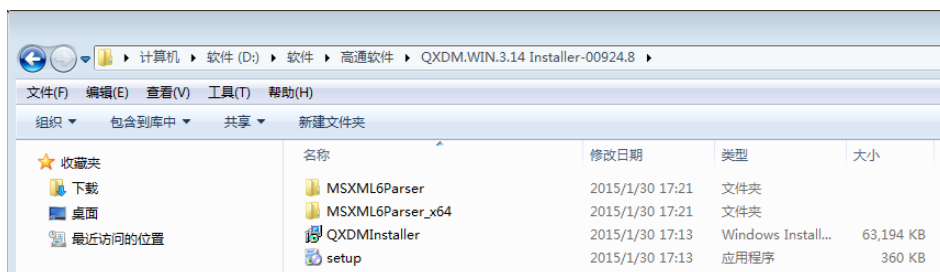 计算机 ▸ 软件 (D:) ▸ 软件 ▸ 高通软件 ▸ QXDM.WIN.3.14 Installer-00924.8 ▸
文件(F) 编辑(E) 查看(V) 工具(T) 帮助(H)
组织 包含到库中 共享 新建文件夹
收藏夹
下载
桌面
最近访问的位置
名称 修改日期 类型 大小
MSXML6Parser 2015/1/30 17:21 文件夹
MSXML6Parser_x64 2015/1/30 17:21 文件夹
QXDMInstaller 2015/1/30 17:13 Windows Install... 63,194 KB
setup 2015/1/30 17:13 应用程序 360 KB